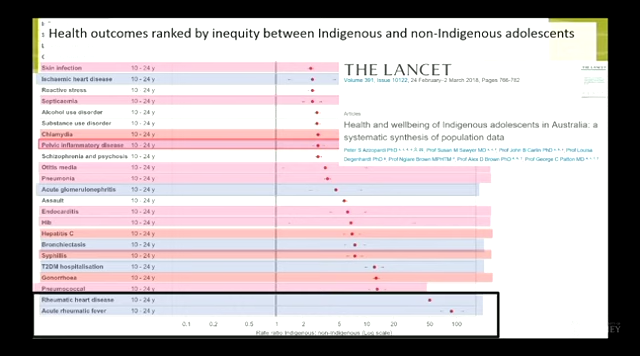 Health outcomes ranked by inequity between Indigenous and non-Indigenous adolescents
THE LANCET
Volume 391, Issue 10122, 24 February–2 March 2018, Pages 766-782
Articles
Health and wellbeing of Indigenous adolescents in Australia: a
systematic synthesis of population data
Skin infection 10 - 24 y
Ischaemic heart disease 10 - 24 y
Reactive stress 10 - 24 y
Septicaemia 10 - 24 y
Alcohol use disorder 10 - 24 y
Substance use disorder 10 - 24 y
Chlamydia 10 - 24 y
Pelvic inflammatory disease 10 - 24 y
Schizophrenia and psychosis 10 - 24 y
Otitis media 10 - 24 y
Pneumonia 10 - 24 y
Acute glomerulonephritis 10 - 24 y
Assault 10 - 24 y
Endocarditis 10 - 24 y
Hib 10 - 24 y
Hepatitis C 10 - 24 y
Bronchiectasis 10 - 24 y
Syphilis 10 - 24 y
T2DM hospitalisation 10 - 24 y
Gonorrhoea 10 - 24 y
Pneumococcal 10 - 24 y
Rheumatic heart disease 10 - 24 y
Acute rheumatic fever 10 - 24 y
0.1 0.2 0.5 1 2 5 10 20 50 100
Rate ratio Indigenous: non-Indigenous (Log scale)